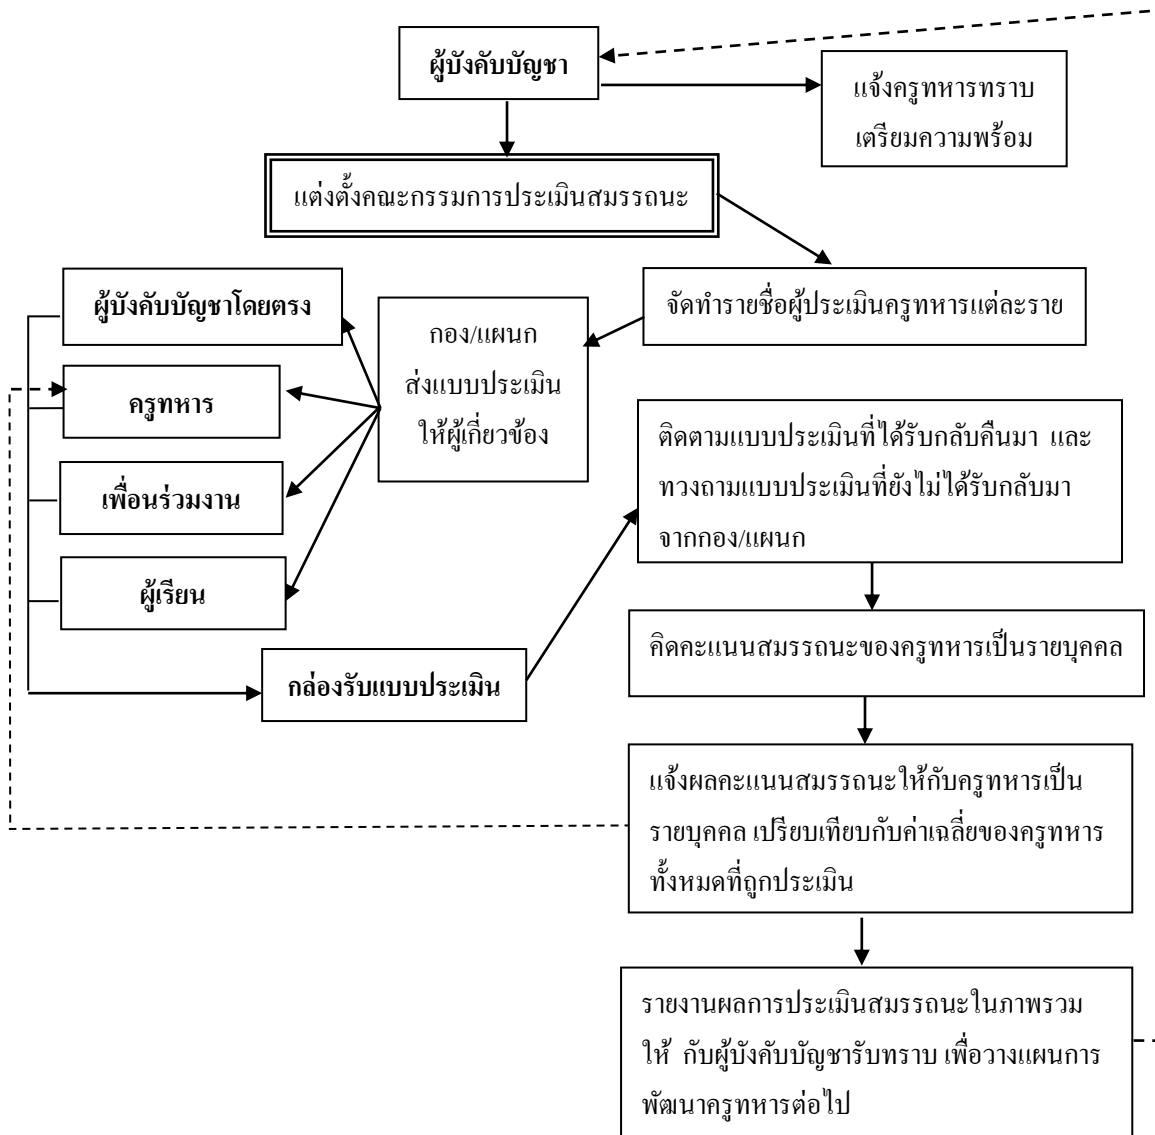 ผู้บังคับบัญชา
แจ้งครูทหารทราบ
เตรียมความพร้อม
แต่งตั้งคณะกรรมการประเมินสมรรถนะ
จัดทำรายชื่อผู้ประเมินครูทหารแต่ละราย
กอง/แผนก
ส่งแบบประเมิน
ให้ผู้เกี่ยวข้อง
ผู้บังคับบัญชาโดยตรง
ครูทหาร
เพื่อนร่วมงาน
ผู้เรียน
กล่องรับแบบประเมิน
ติดตามแบบประเมินที่ได้รับกลับคืนมา และ
ทวงถามแบบประเมินที่ยังไม่ได้รับกลับมา
จากกอง/แผนก
คิดคะแนนสมรรถนะของครูทหารเป็นรายบุคคล
แจ้งผลคะแนนสมรรถนะให้กับครูทหารเป็น
รายบุคคล เปรียบเทียบกับค่าเฉลี่ยของครูทหาร
ทั้งหมดที่ถูกประเมิน
รายงานผลการประเมินสมรรถนะในภาพรวม
ให้ กับผู้บังคับบัญชารับทราบ เพื่อวางแผนการ
พัฒนาครูทหารต่อไป